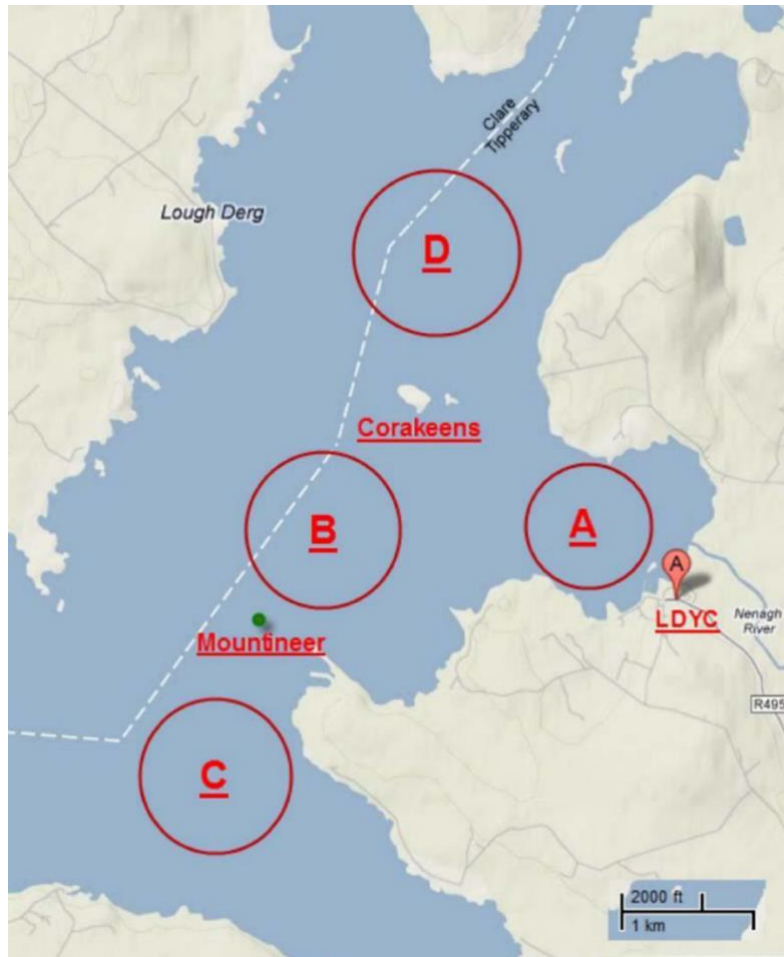 Clare
Tipperary
Lough Derg
D
Corakeens
B
A
A
LDYC
Nenagh
River
Mountineer
R495
C
2000 ft
1 km